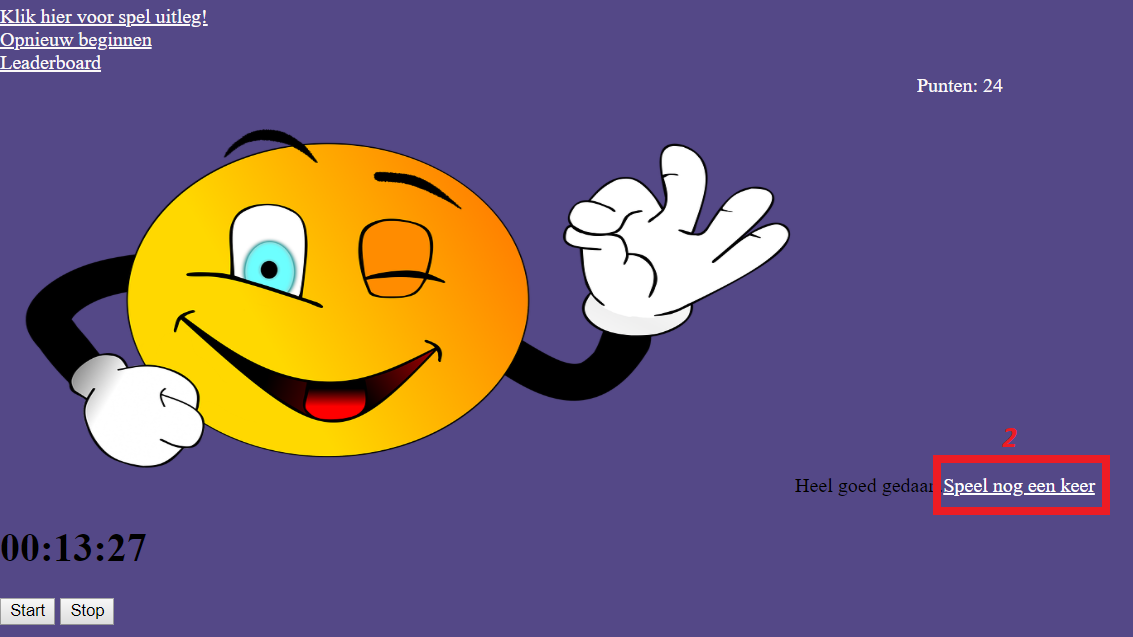 Klik hier voor spel uitleg!
Opnieuw beginnen
Leaderboard
Punten: 24
2
Heel goed gedaan Speel nog een keer
00:13:27
Start Stop